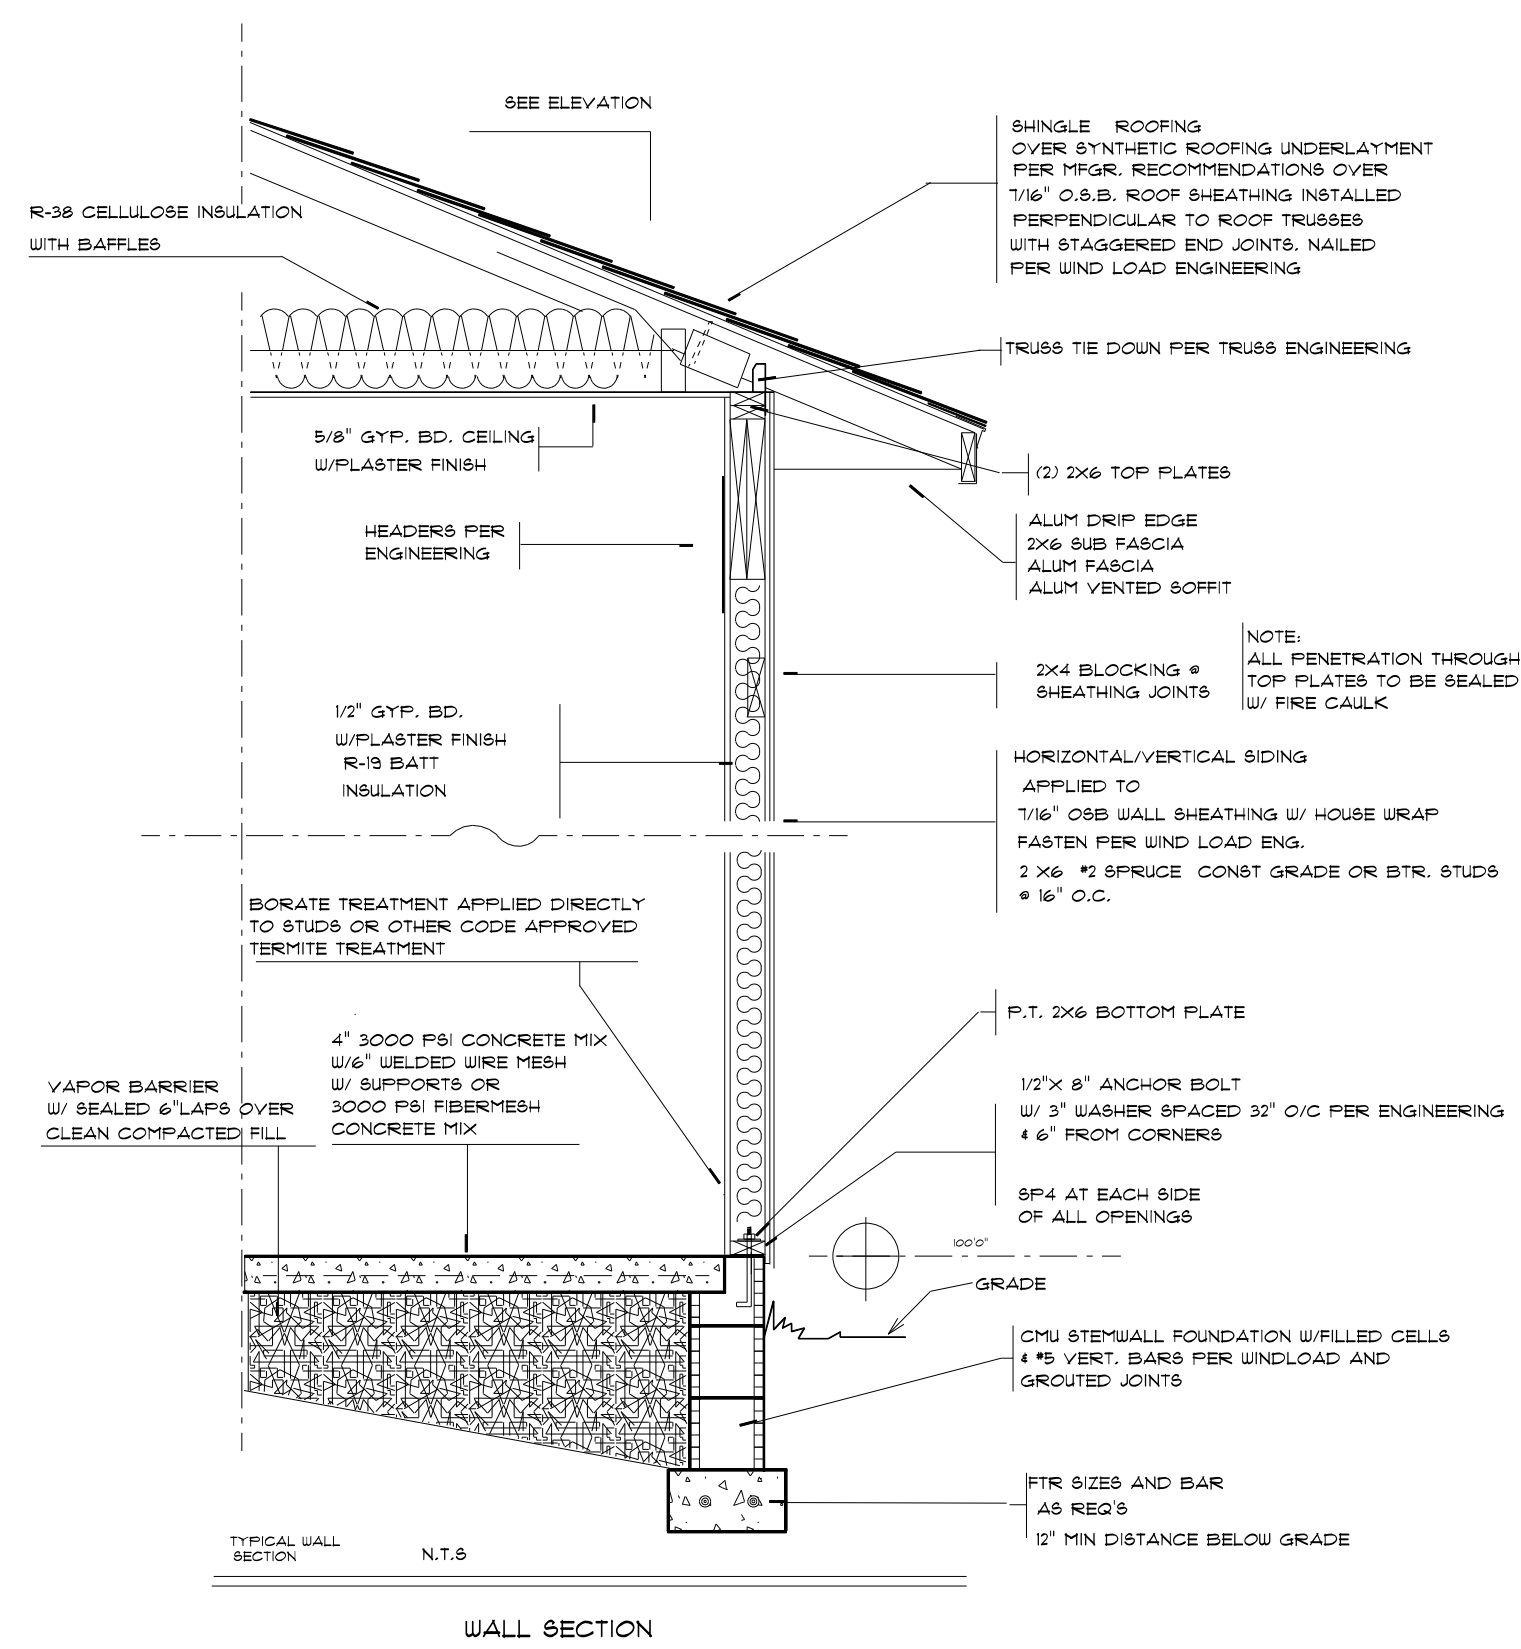 SEE ELEVATION
SHINGLE ROOFING
OVER SYNTHETIC ROOFING UNDERLAYMENT
PER MFGR. RECOMMENDATIONS OVER
7/16" O.S.B. ROOF SHEATHING INSTALLED
PERPENDICULAR TO ROOF TRUSSES
WITH STAGGERED END JOINTS. NAILED
PER WIND LOAD ENGINEERING
R-38 CELLULOSE INSULATION
WITH BAFFLES
TRUSS TIE DOWN PER TRUSS ENGINEERING
5/8" GYP. BD. CEILING
W/PLASTER FINISH
(2) 2X6 TOP PLATES
HEADERS PER
ENGINEERING
ALUM DRIP EDGE
2X6 SUB FASCIA
ALUM FASCIA
ALUM VENTED SOFFIT
NOTE:
ALL PENETRATION THROUGH
TOP PLATES TO BE SEALED
W/ FIRE CAULK
2X4 BLOCKING @
SHEATHING JOINTS
1/2" GYP. BD.
W/PLASTER FINISH
R-19 BATT
INSULATION
HORIZONTAL/VERTICAL SIDING
APPLIED TO
7/16" OSB WALL SHEATHING W/ HOUSE WRAP
FASTEN PER WIND LOAD ENG.
2 X6 #2 SPRUCE CONST GRADE OR BTR. STUDS
@ 16" O.C.
BORATE TREATMENT APPLIED DIRECTLY
TO STUDS OR OTHER CODE APPROVED
TERMITE TREATMENT
P.T. 2X6 BOTTOM PLATE
4" 3000 PSI CONCRETE MIX
W/6" WELDED WIRE MESH
W/ SUPPORTS OR
3000 PSI FIBERMESH
CONCRETE MIX
VAPOR BARRIER
W/ SEALED 6"LAPS OVER
CLEAN COMPACTED FILL
1/2"X 8" ANCHOR BOLT
W/ 3" WASHER SPACED 32" O/C PER ENGINEERING
& 6" FROM CORNERS
SP4 AT EACH SIDE
OF ALL OPENINGS
100'0"
GRADE
CMU STEMWALL FOUNDATION W/FILLED CELLS
& #5 VERT. BARS PER WINDLOAD AND
GROUTED JOINTS
FTR SIZES AND BAR
AS REQ'S
12" MIN DISTANCE BELOW GRADE
TYPICAL WALL
SECTION
N.T.S
WALL SECTION